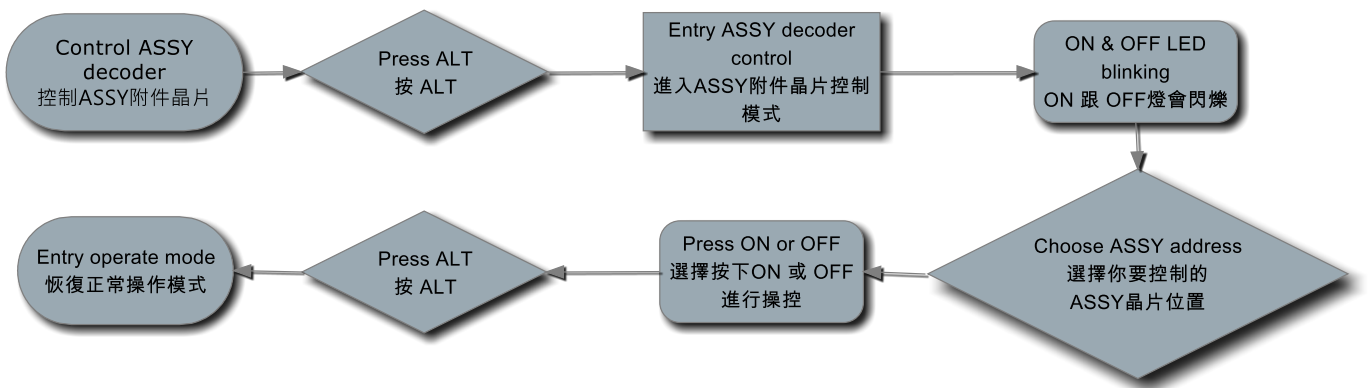 Control ASSY
decoder
控制ASSY附件晶片
Press ALT
按 ALT
Entry ASSY decoder
control
進入ASSY附件晶片控制
模式
ON & OFF LED
blinking
ON 跟 OFF燈會閃爍
Choose ASSY address
選擇你要控制的
ASSY晶片位置
Press ON or OFF
選擇按下ON 或 OFF
進行操控
Press ALT
按 ALT
Entry operate mode
恢復正常操作模式